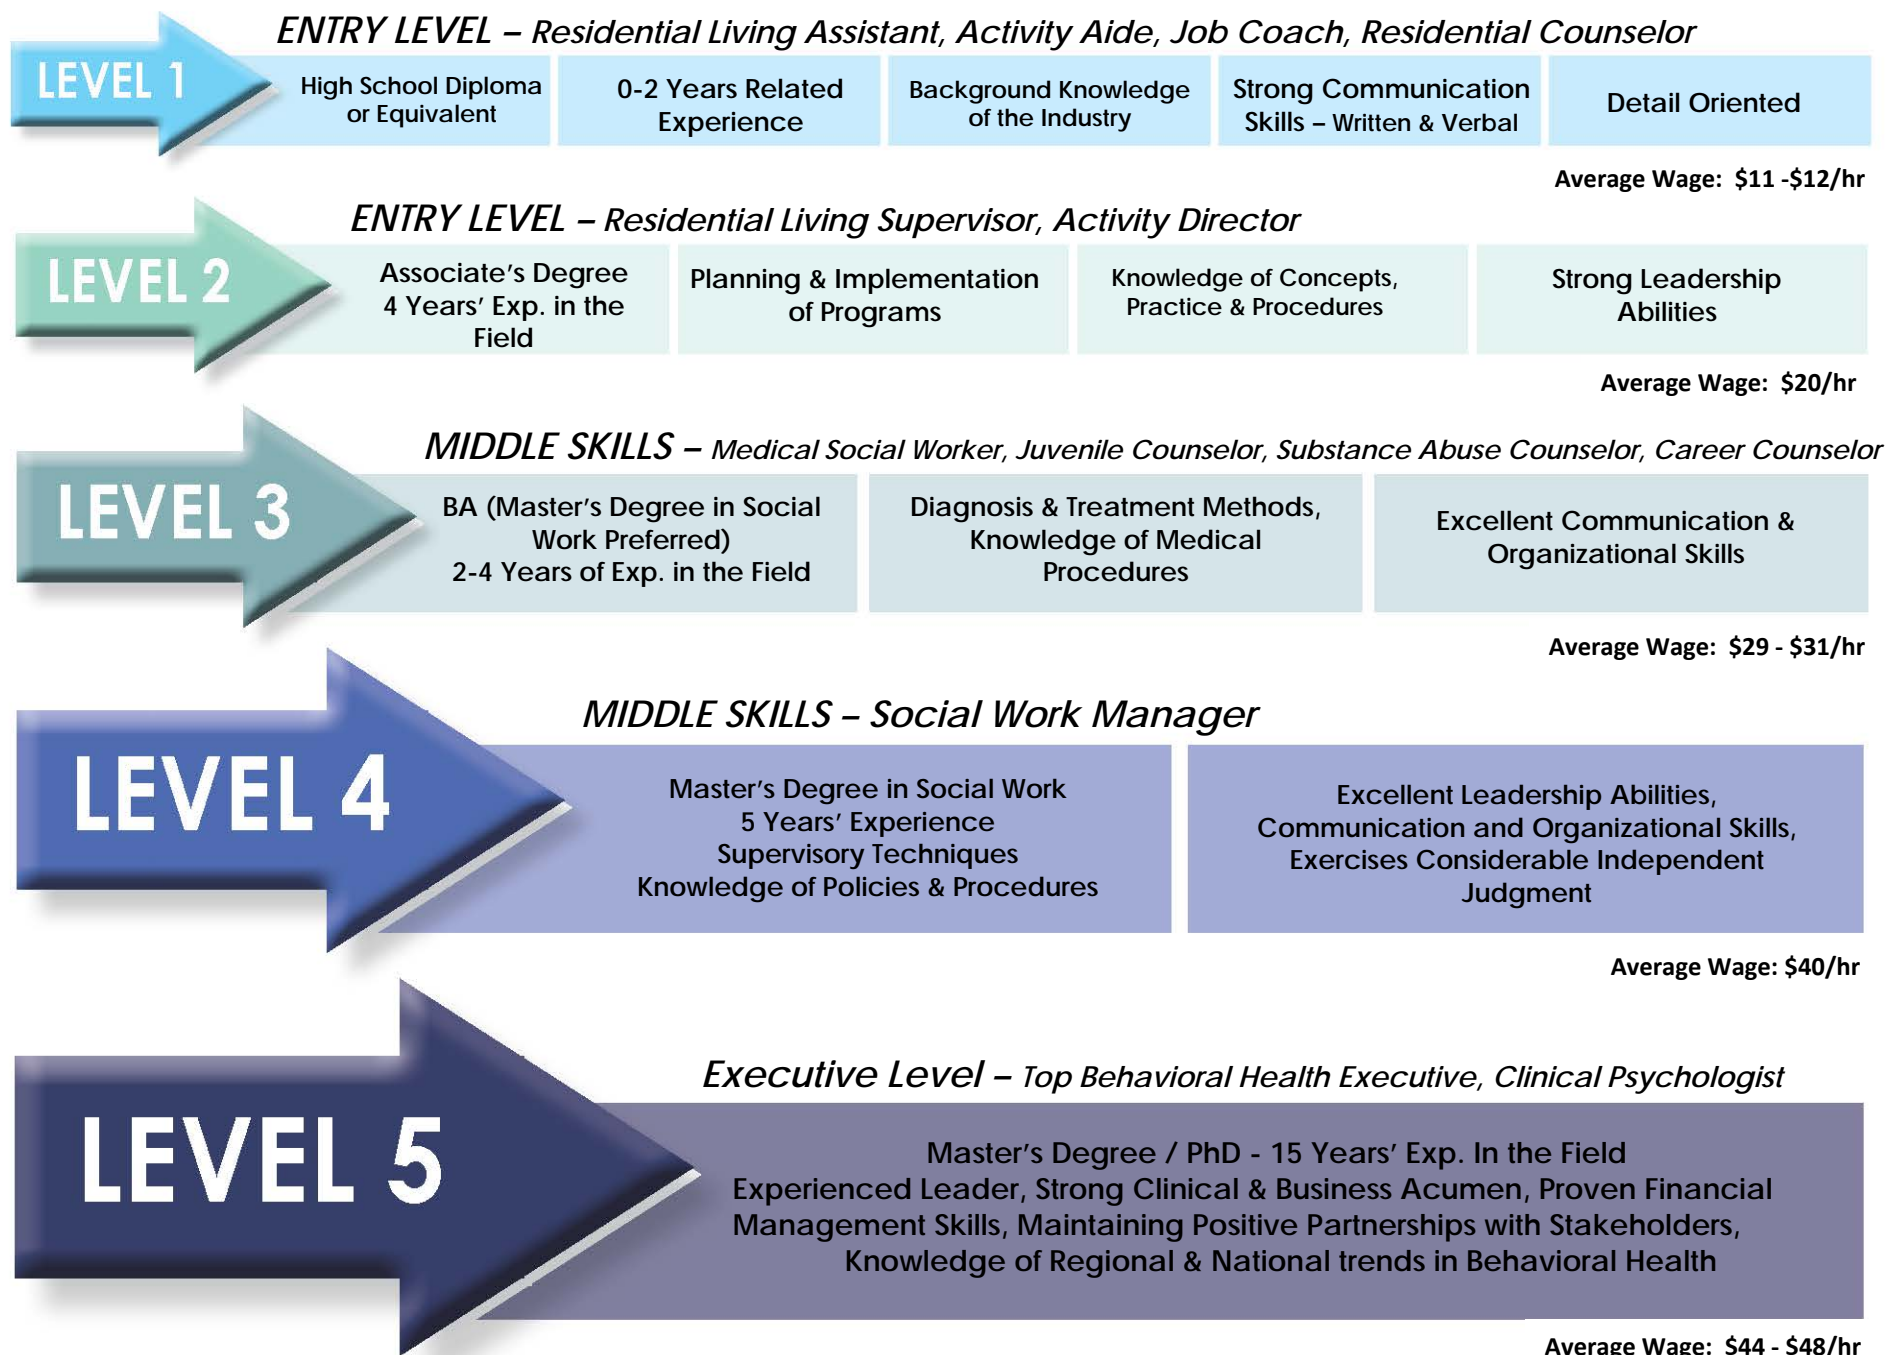 ENTRY LEVEL – Residential Living Assistant, Activity Aide, Job Coach, Residential Counselor
LEVEL 1
High School Diploma
or Equivalent
0-2 Years Related
Experience
Background Knowledge
of the Industry
Strong Communication
Skills – Written & Verbal
Detail Oriented
Average Wage: $11 -$12/hr
ENTRY LEVEL – Residential Living Supervisor, Activity Director
LEVEL 2
Associate's Degree
4 Years' Exp. in the
Field
Planning & Implementation
of Programs
Knowledge of Concepts,
Practice & Procedures
Strong Leadership
Abilities
Average Wage: $20/hr
MIDDLE SKILLS – Medical Social Worker, Juvenile Counselor, Substance Abuse Counselor, Career Counselor
LEVEL 3
BA (Master's Degree in Social
Work Preferred)
2-4 Years of Exp. in the Field
Diagnosis & Treatment Methods,
Knowledge of Medical
Procedures
Excellent Communication &
Organizational Skills
Average Wage: $29 - $31/hr
MIDDLE SKILLS – Social Work Manager
LEVEL 4
Master's Degree in Social Work
5 Years' Experience
Supervisory Techniques
Knowledge of Policies & Procedures
Excellent Leadership Abilities,
Communication and Organizational Skills,
Exercises Considerable Independent
Judgment
Average Wage: $40/hr
Executive Level – Top Behavioral Health Executive, Clinical Psychologist
LEVEL 5
Master's Degree / PhD - 15 Years' Exp. In the Field
Experienced Leader, Strong Clinical & Business Acumen, Proven Financial
Management Skills, Maintaining Positive Partnerships with Stakeholders,
Knowledge of Regional & National trends in Behavioral Health
Average Wage: $44 - $48/hr